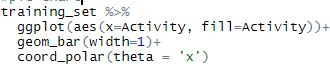 training_set %>%
ggplot(aes(x=Activity, fill=Activity))+
geom_bar(width=1)+
coord_polar(theta = 'x')